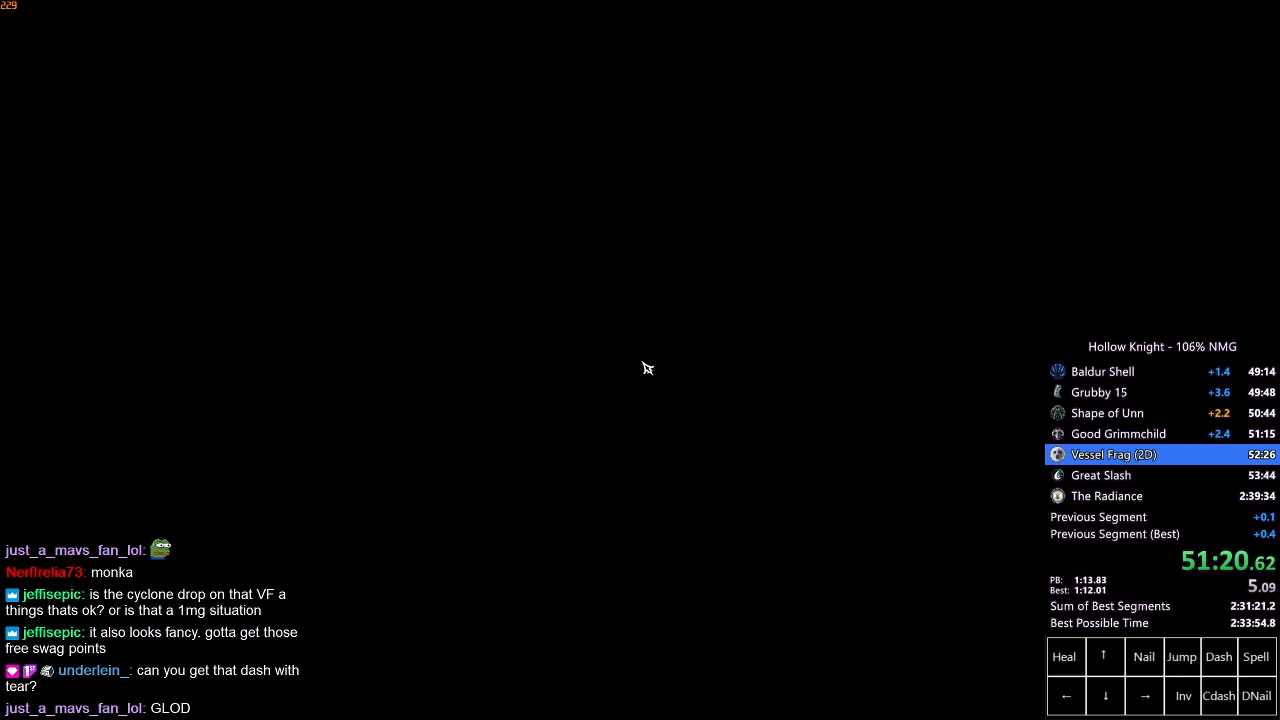 229
Hollow Knight - 106% NMG
Baldur Shell +1.4 49:14
Grubby 15 +3.6 49:48
Shape of Unn +2.2 50:44
Good Grimmchild +2.4 51:15
Vessel Frag (2D) 52:26
Great Slash 53:44
The Radiance 2:39:34
Previous Segment +0.1
Previous Segment (Best) +0.4
51:20.62
PB: 1:13.83
Best: 1:12.01
5.09
Sum of Best Segments 2:31:21.2
Best Possible Time 2:33:54.8
Heal ↑ Nail Jump Dash Spell
← ↓ → Inv Cdash DNail
just_a_mavs_fan_lol:
Nerflrelia73: monka
jeffisepic: is the cyclone drop on that VF a
things thats ok? or is that a 1mg situation
jeffisepic: it also looks fancy. gotta get those
free swag points
underlein_: can you get that dash with
tear?
just_a_mavs_fan_lol: GLOD